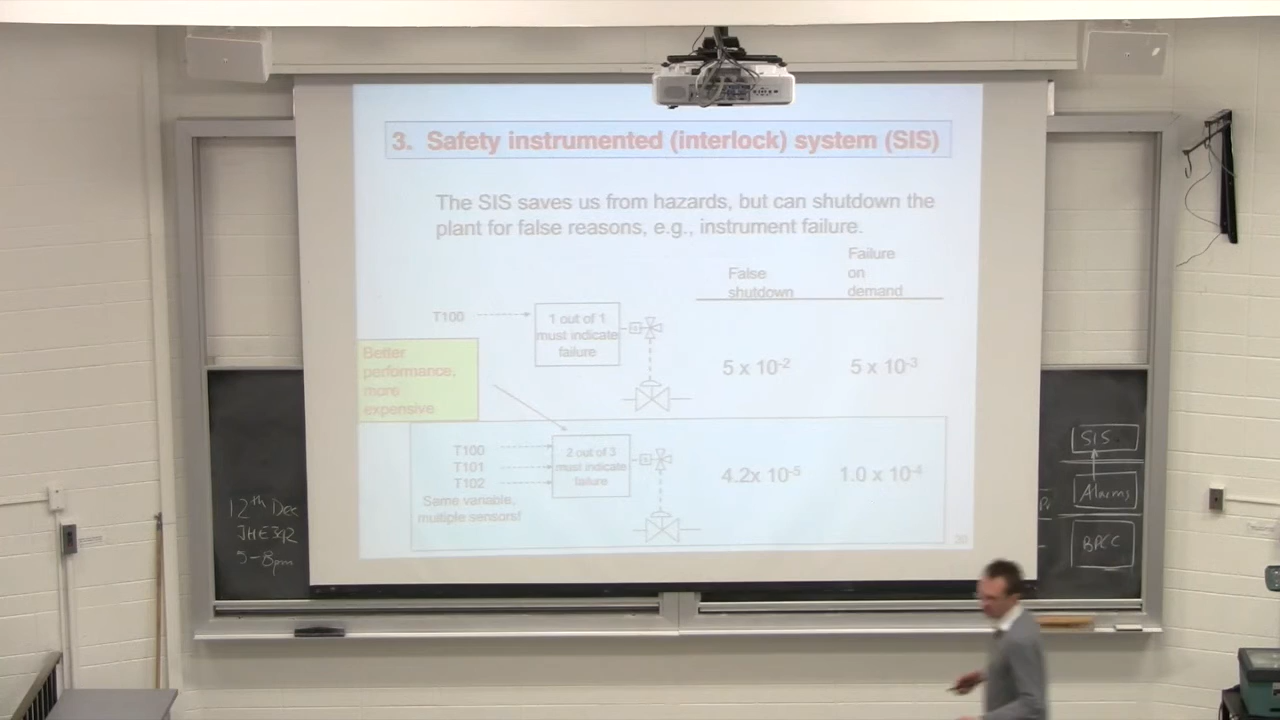 3. Safety instrumented (interlock) system (SIS)
The SIS saves us from hazards, but can shutdown the
plant for false reasons, e.g., instrument failure.
False
shutdown
Failure
on
demand
T100
1 out of 1
must indicate
failure
s
5 x 10-2
5 x 10-3
Better
performance,
more
expensive
T100
T101
T102
Same variable,
multiple sensors!
2 out of 3
must indicate
failure
s
4.2x 10-5
1.0 x 10-4
30
12th Dec
JHE 392
5-8pm
SIS
Alarms
BPCC